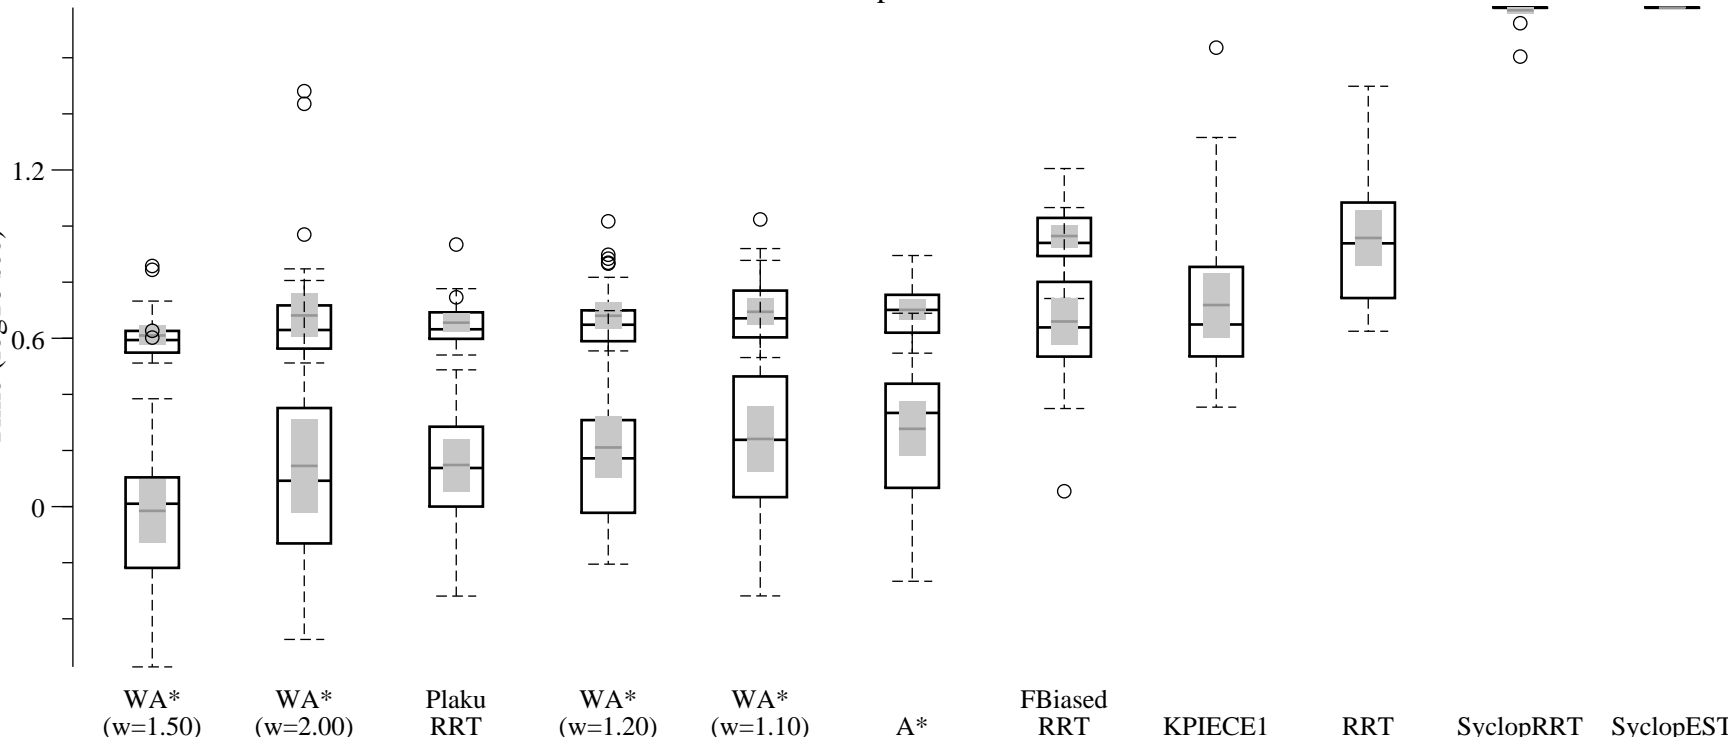 1.2
0.6
0
WA* WA* Plaku WA* WA* FBiased
(w=1.50) (w=2.00) RRT (w=1.20) (w=1.10) A* RRT KPIECE1 RRT SyclopRRT SyclopEST